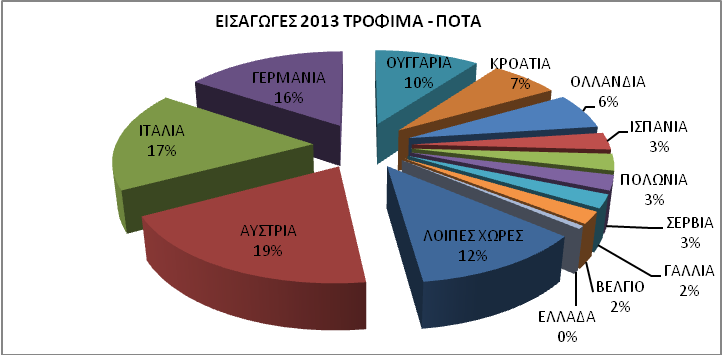 ΕΙΣΑΓΩΓΕΣ 2013 ΤΡΟΦΙΜΑ - ΠΟΤΑ
ΟΥΓΓΑΡΙΑ
10%
ΚΡΟΑΤΙΑ
7%
ΟΛΛΑΝΔΙΑ
6%
ΙΣΠΑΝΙΑ
3%
ΠΟΛΩΝΙΑ
3%
ΣΕΡΒΙΑ
3%
ΓΑΛΛΙΑ
2%
ΒΕΛΓΙΟ
2%
ΕΛΛΑΔΑ
0%
ΛΟΙΠΕΣ ΧΩΡΕΣ
12%
ΑΥΣΤΡΙΑ
19%
ΙΤΑΛΙΑ
17%
ΓΕΡΜΑΝΙΑ
16%